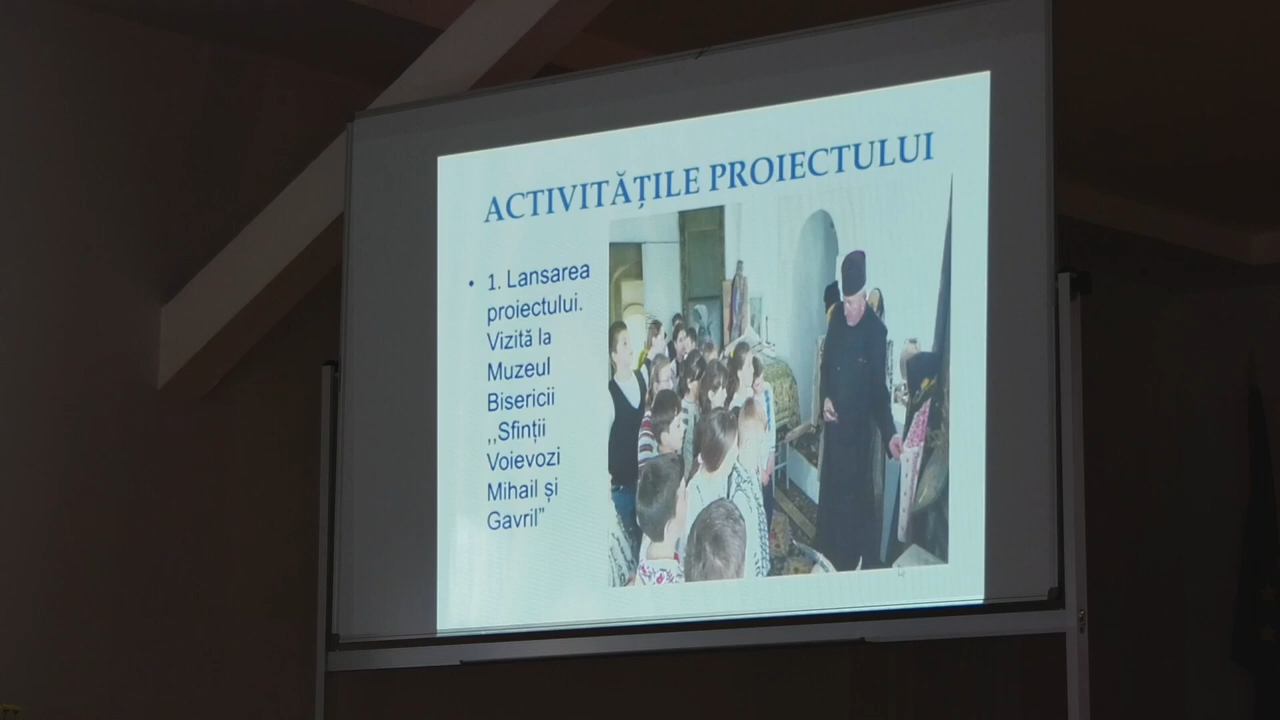 ACTIVITĂȚILE PROIECTULUI
• 1. Lansarea
proiectului.
Vizită la
Muzeul
Bisericii
,,Sfinții
Voievozi
Mihail și
Gavril”